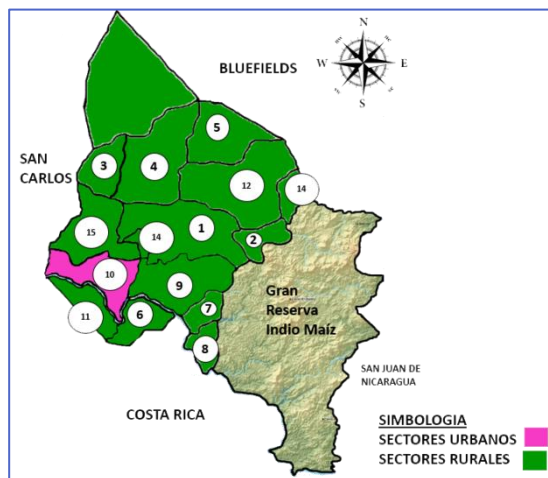 N
W
E
S
BLUEFIELDS
5
SAN
CARLOS
3
4
12
14
15
14
1
2
10
9
11
6
7
8
Gran
Reserva
Indio Maíz
SAN JUAN DE
NICARAGUA
COSTA RICA
SIMBOLOGIA
SECTORES URBANOS
SECTORES RURALES